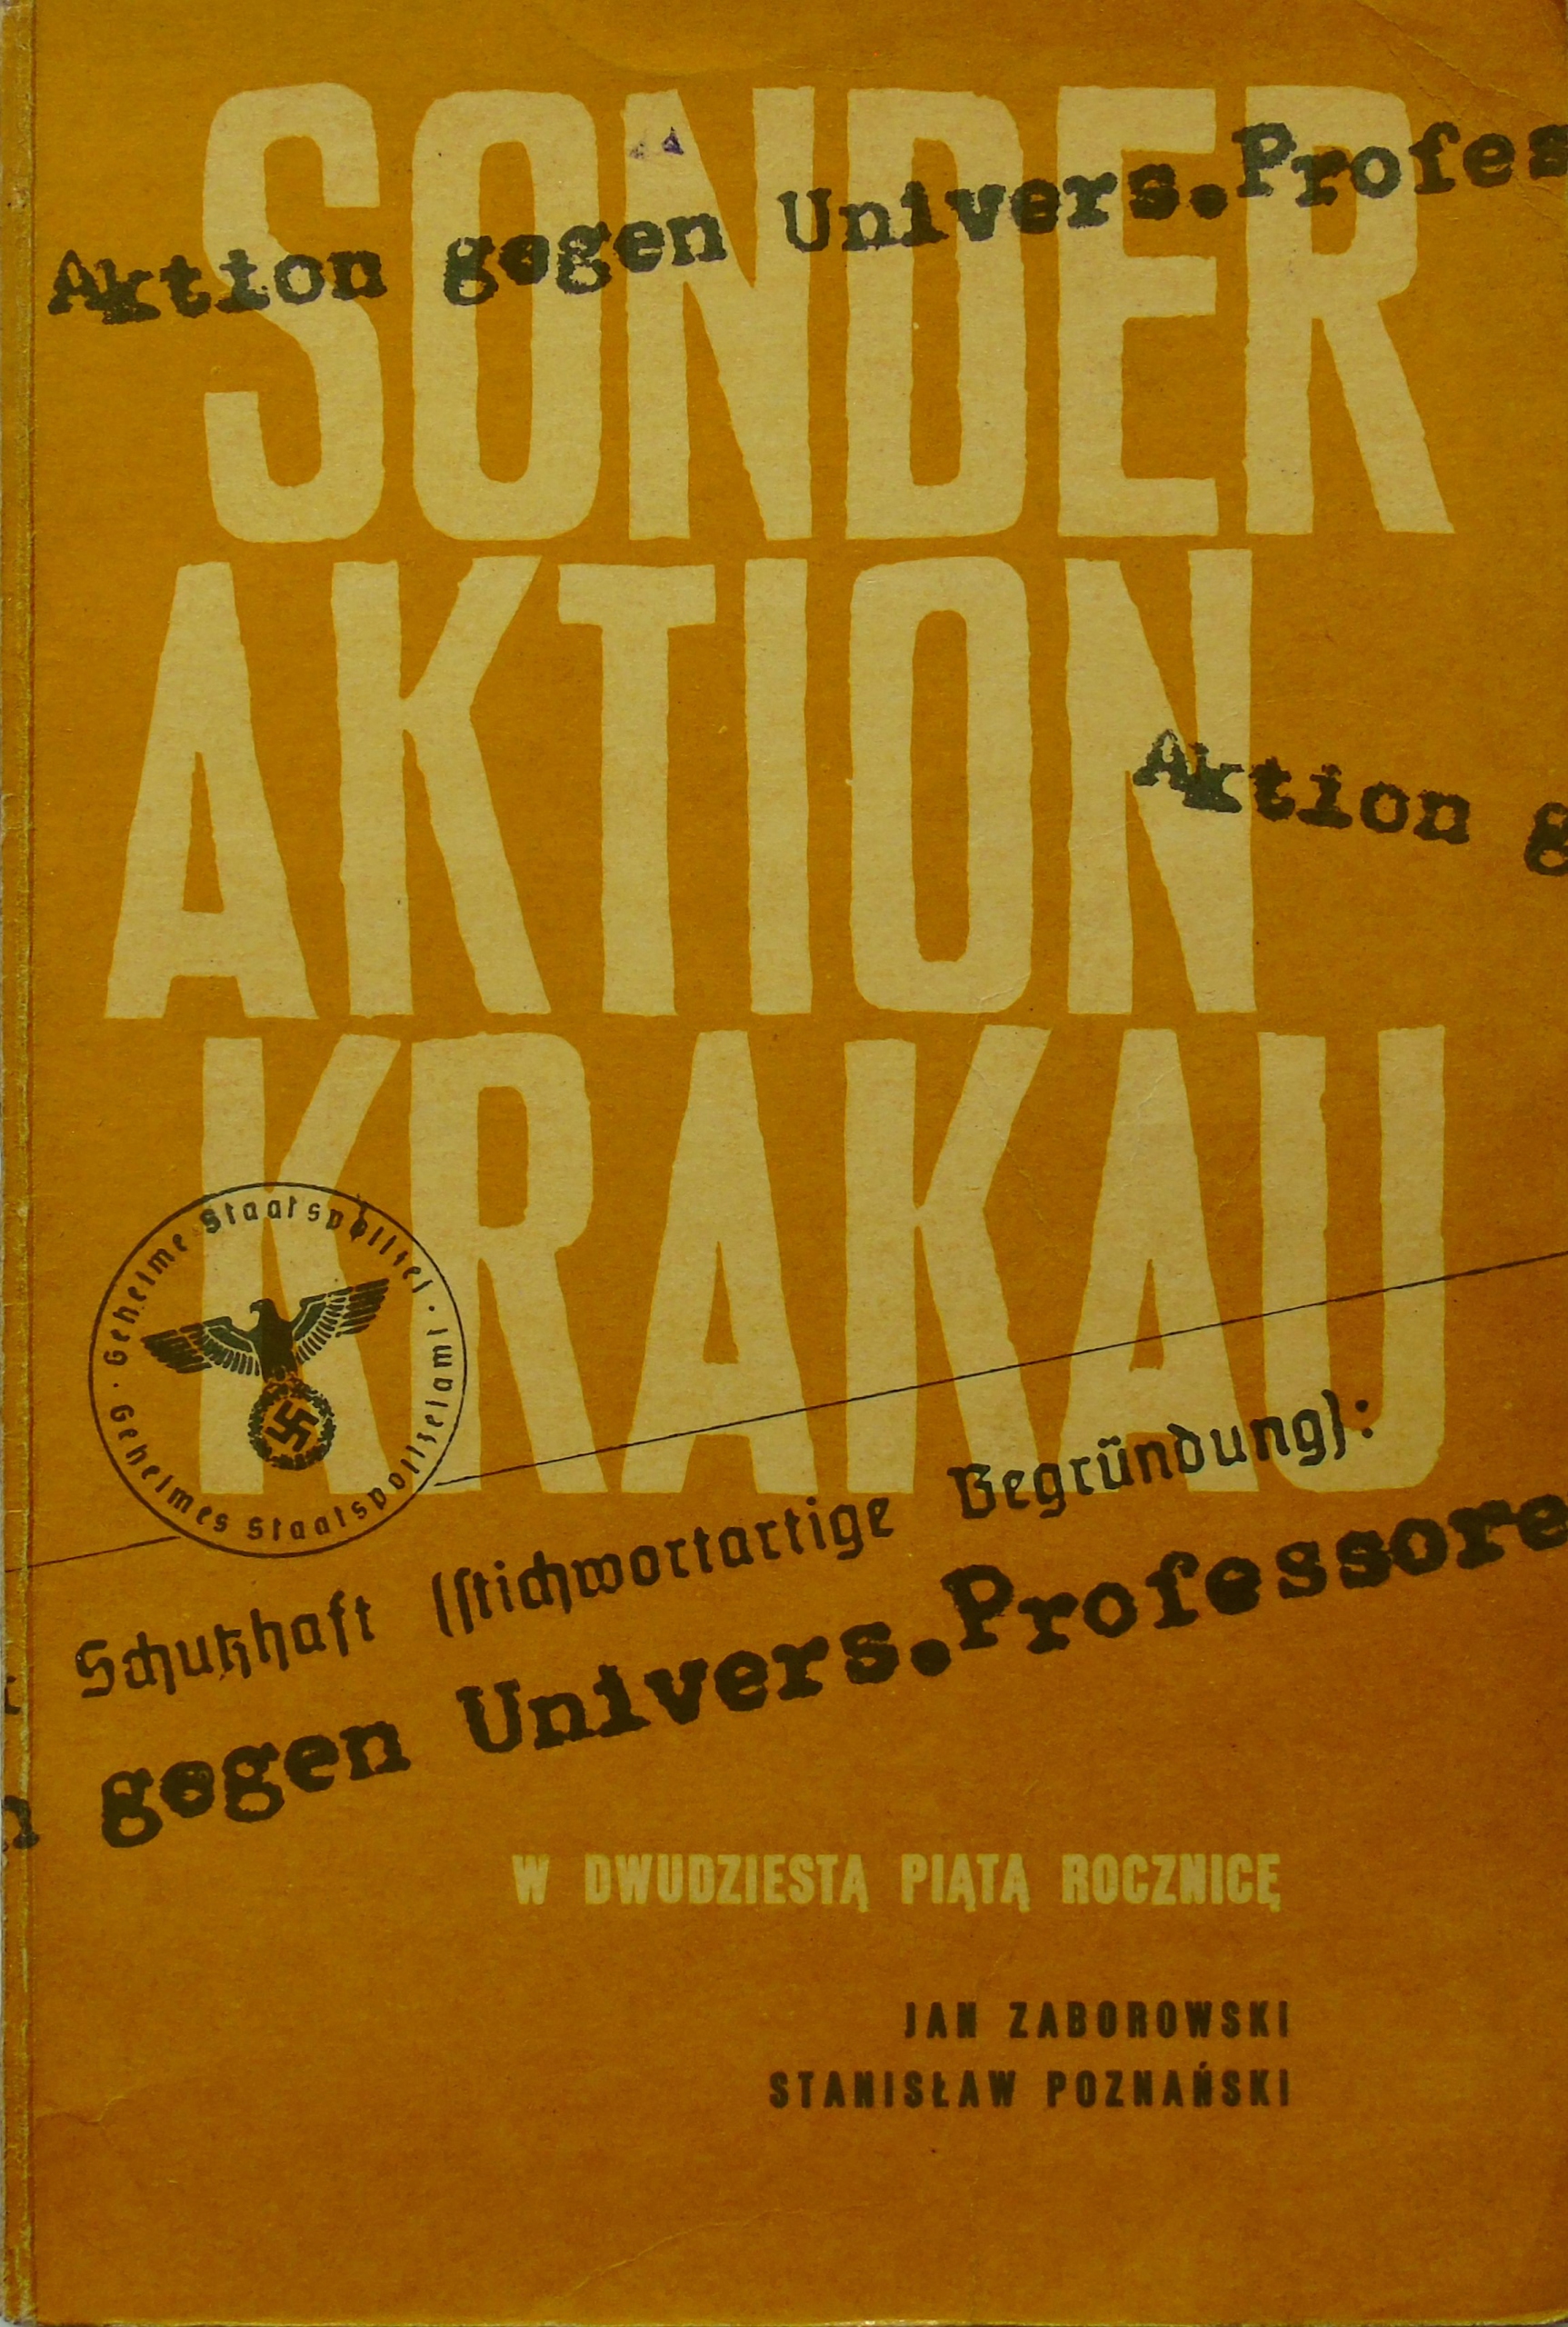 SONDER
Aktion gegen Univers.Profes
AKTION
Aktion g
KRAKAU
Geheime Staatspolizei · Geheimes Staatspolizeiamt ·
Schutzhaft (stichwortartige Begründung):
n gegen Univers.Professore
W DWUDZIESTĄ PIĄTĄ ROCZNICĘ
JAN ZABOROWSKI
STANISŁAW POZNAŃSKI